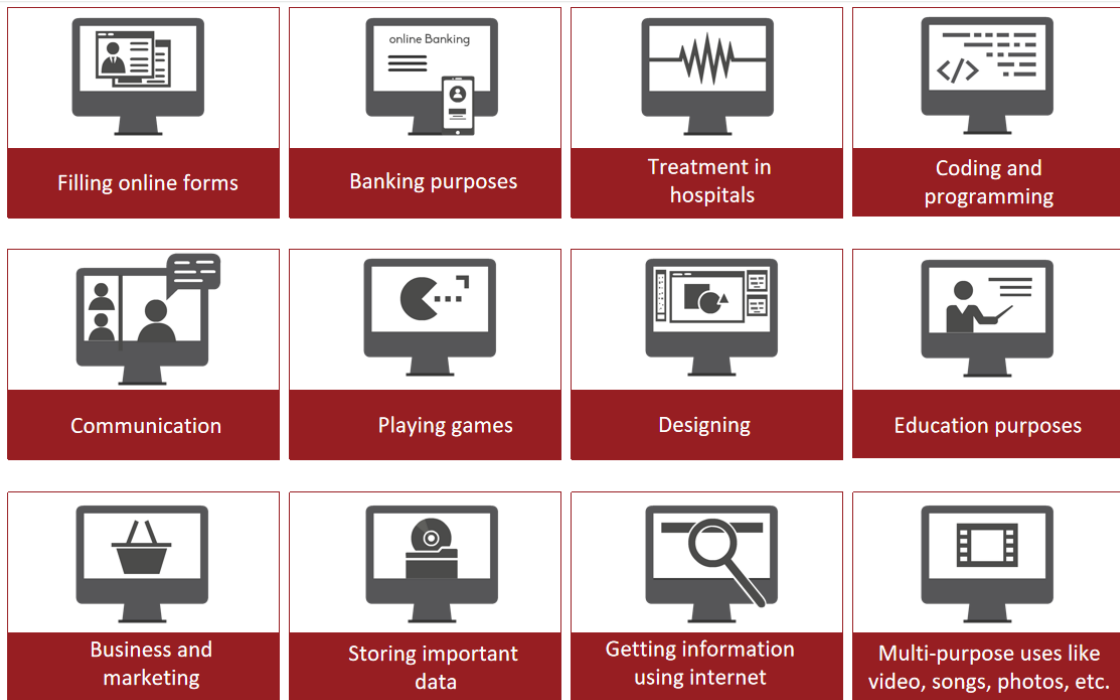 online Banking
Filling online forms
Banking purposes
Treatment in
hospitals
Coding and
programming
</>
Communication
Playing games
Designing
Education purposes
Business and
marketing
Storing important
data
Getting information
using internet
Multi-purpose uses like
video, songs, photos, etc.